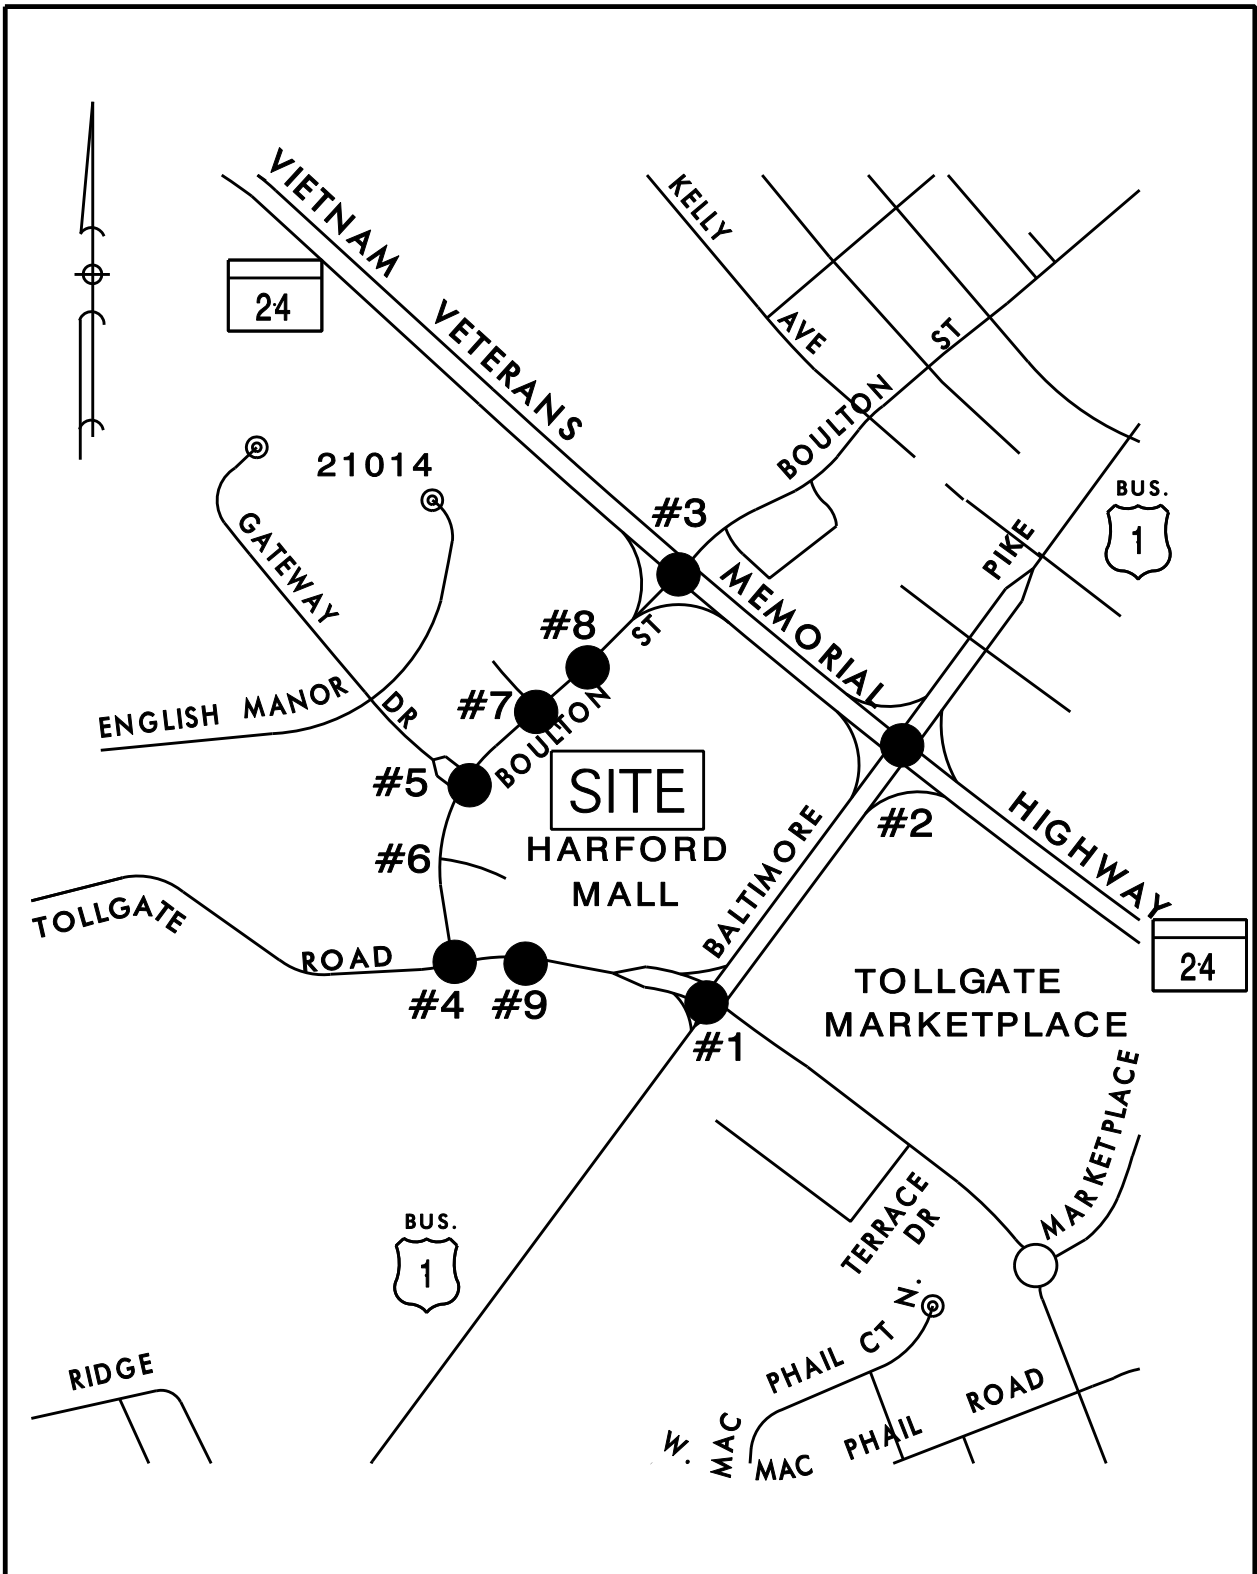 VIETNAM VETERANS MEMORIAL HIGHWAY
24
KELLY AVE
BOULTON ST
21014
BUS.
1
PIKE
#3
GATEWAY DR
#8
ST
#7
ENGLISH MANOR
BOULTON
#5
SITE
HARFORD
MALL
#6
#2
BALTIMORE
TOLLGATE ROAD
24
#4
#9
#1
TOLLGATE
MARKETPLACE
MARKETPLACE
TERRACE
DR
BUS.
1
N.
PHAIL CT
MAC
RIDGE
W.
MAC PHAIL ROAD